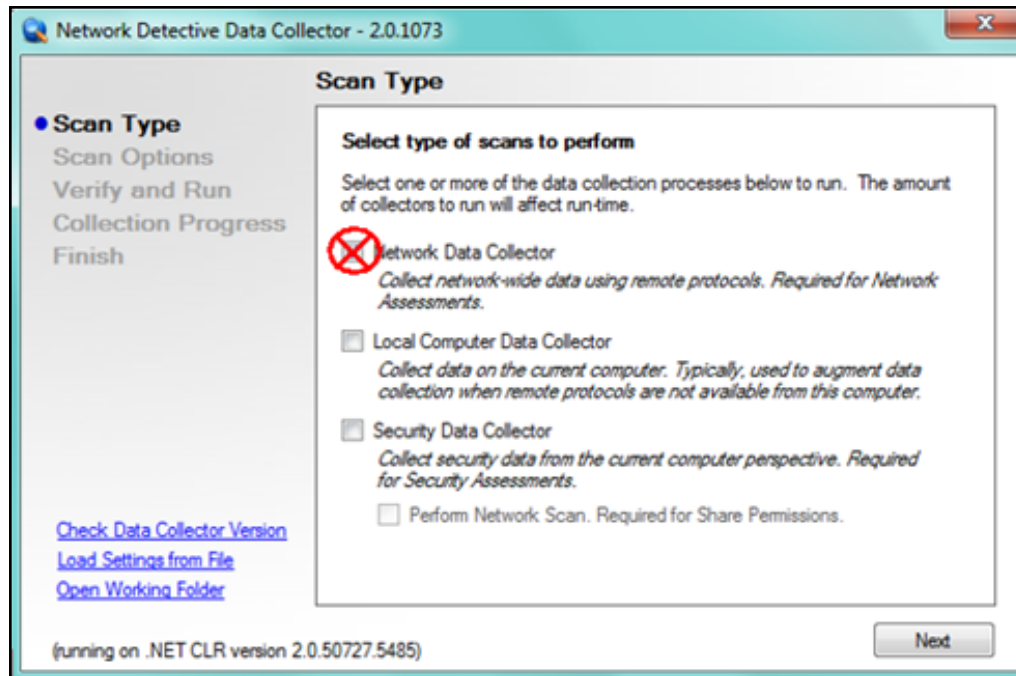 Network Detective Data Collector - 2.0.1073
Scan Type
Scan Type
Scan Options
Verify and Run
Collection Progress
Finish
Select type of scans to perform
Select one or more of the data collection processes below to run. The amount
of collectors to run will affect run-time.
Network Data Collector
Collect network-wide data using remote protocols. Required for Network
Assessments.
Local Computer Data Collector
Collect data on the current computer. Typically, used to augment data
collection when remote protocols are not available from this computer.
Security Data Collector
Collect security data from the current computer perspective. Required
for Security Assessments.
Perform Network Scan. Required for Share Permissions.
Check Data Collector Version
Load Settings from File
Open Working Folder
(running on .NET CLR version 2.0.50727.5485)
Next